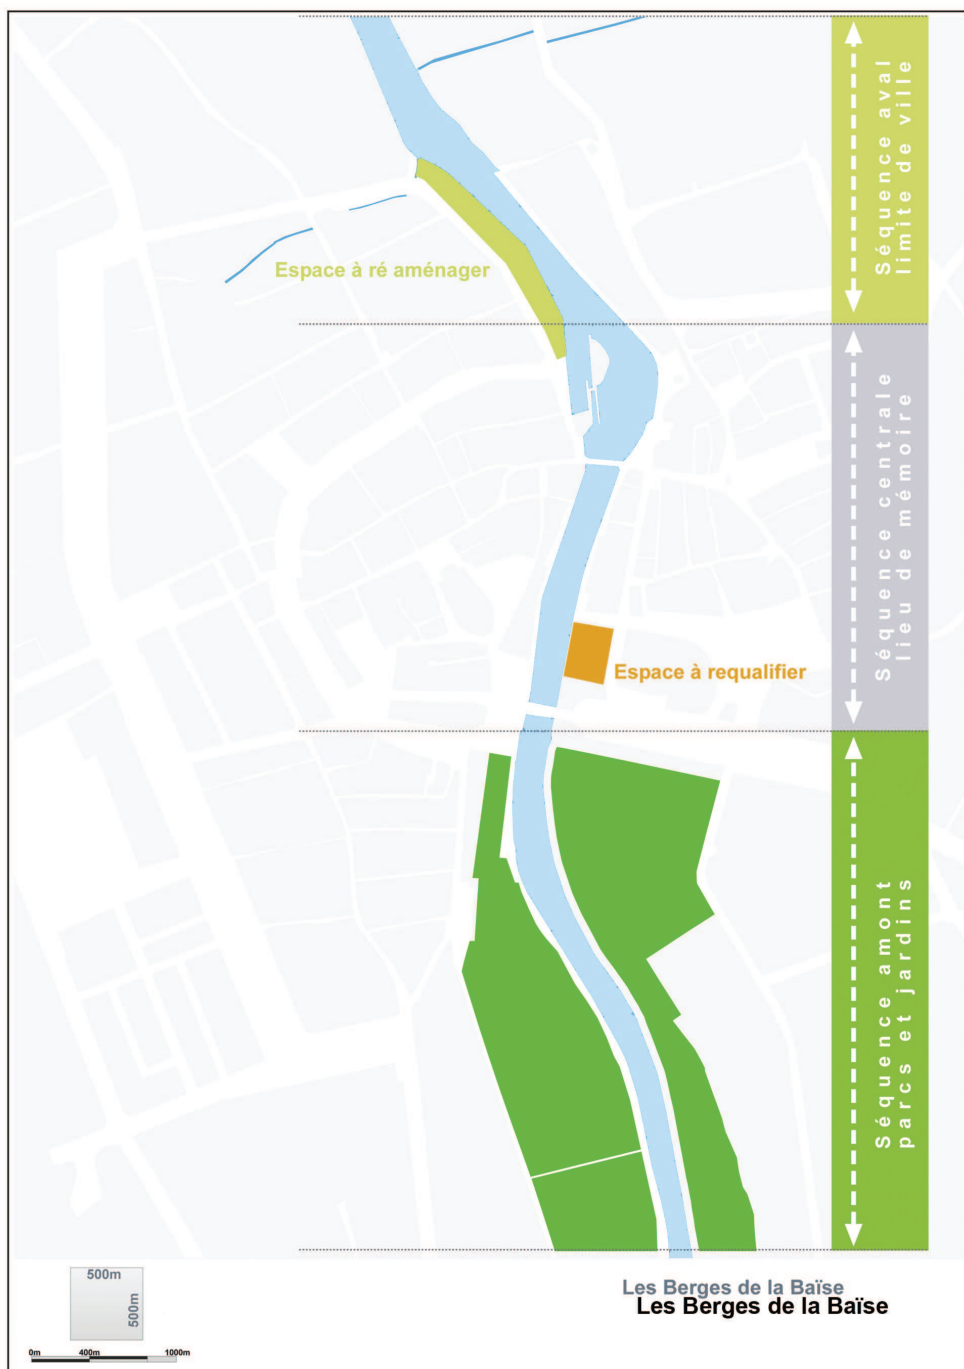 Séquence aval
limite de ville
Espace à ré aménager
Séquence centrale
lieu de mémoire
Espace à requalifier
Séquence amont
parcs et jardins
500m
500m
0m 400m 1000m
Les Berges de la Baïse
Les Berges de la Baïse